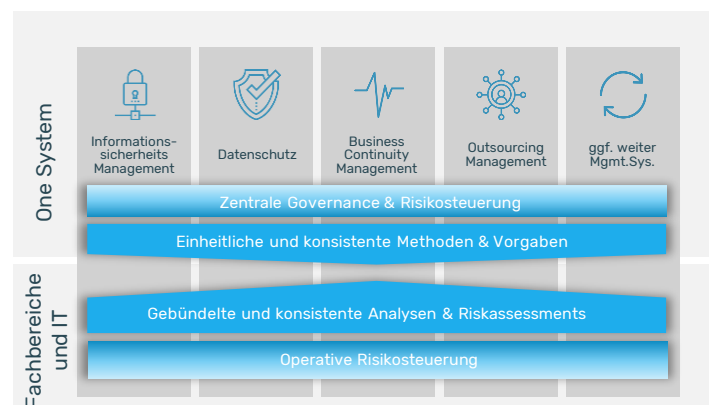 One System
Informations-
sicherheits
Management
Datenschutz
Business
Continuity
Management
Outsourcing
Management
ggf. weiter
Mgmt.Sys.
Zentrale Governance & Risikosteuerung
Einheitliche und konsistente Methoden & Vorgaben
Fachbereiche
und IT
Gebündelte und konsistente Analysen & Riskassessments
Operative Risikosteuerung